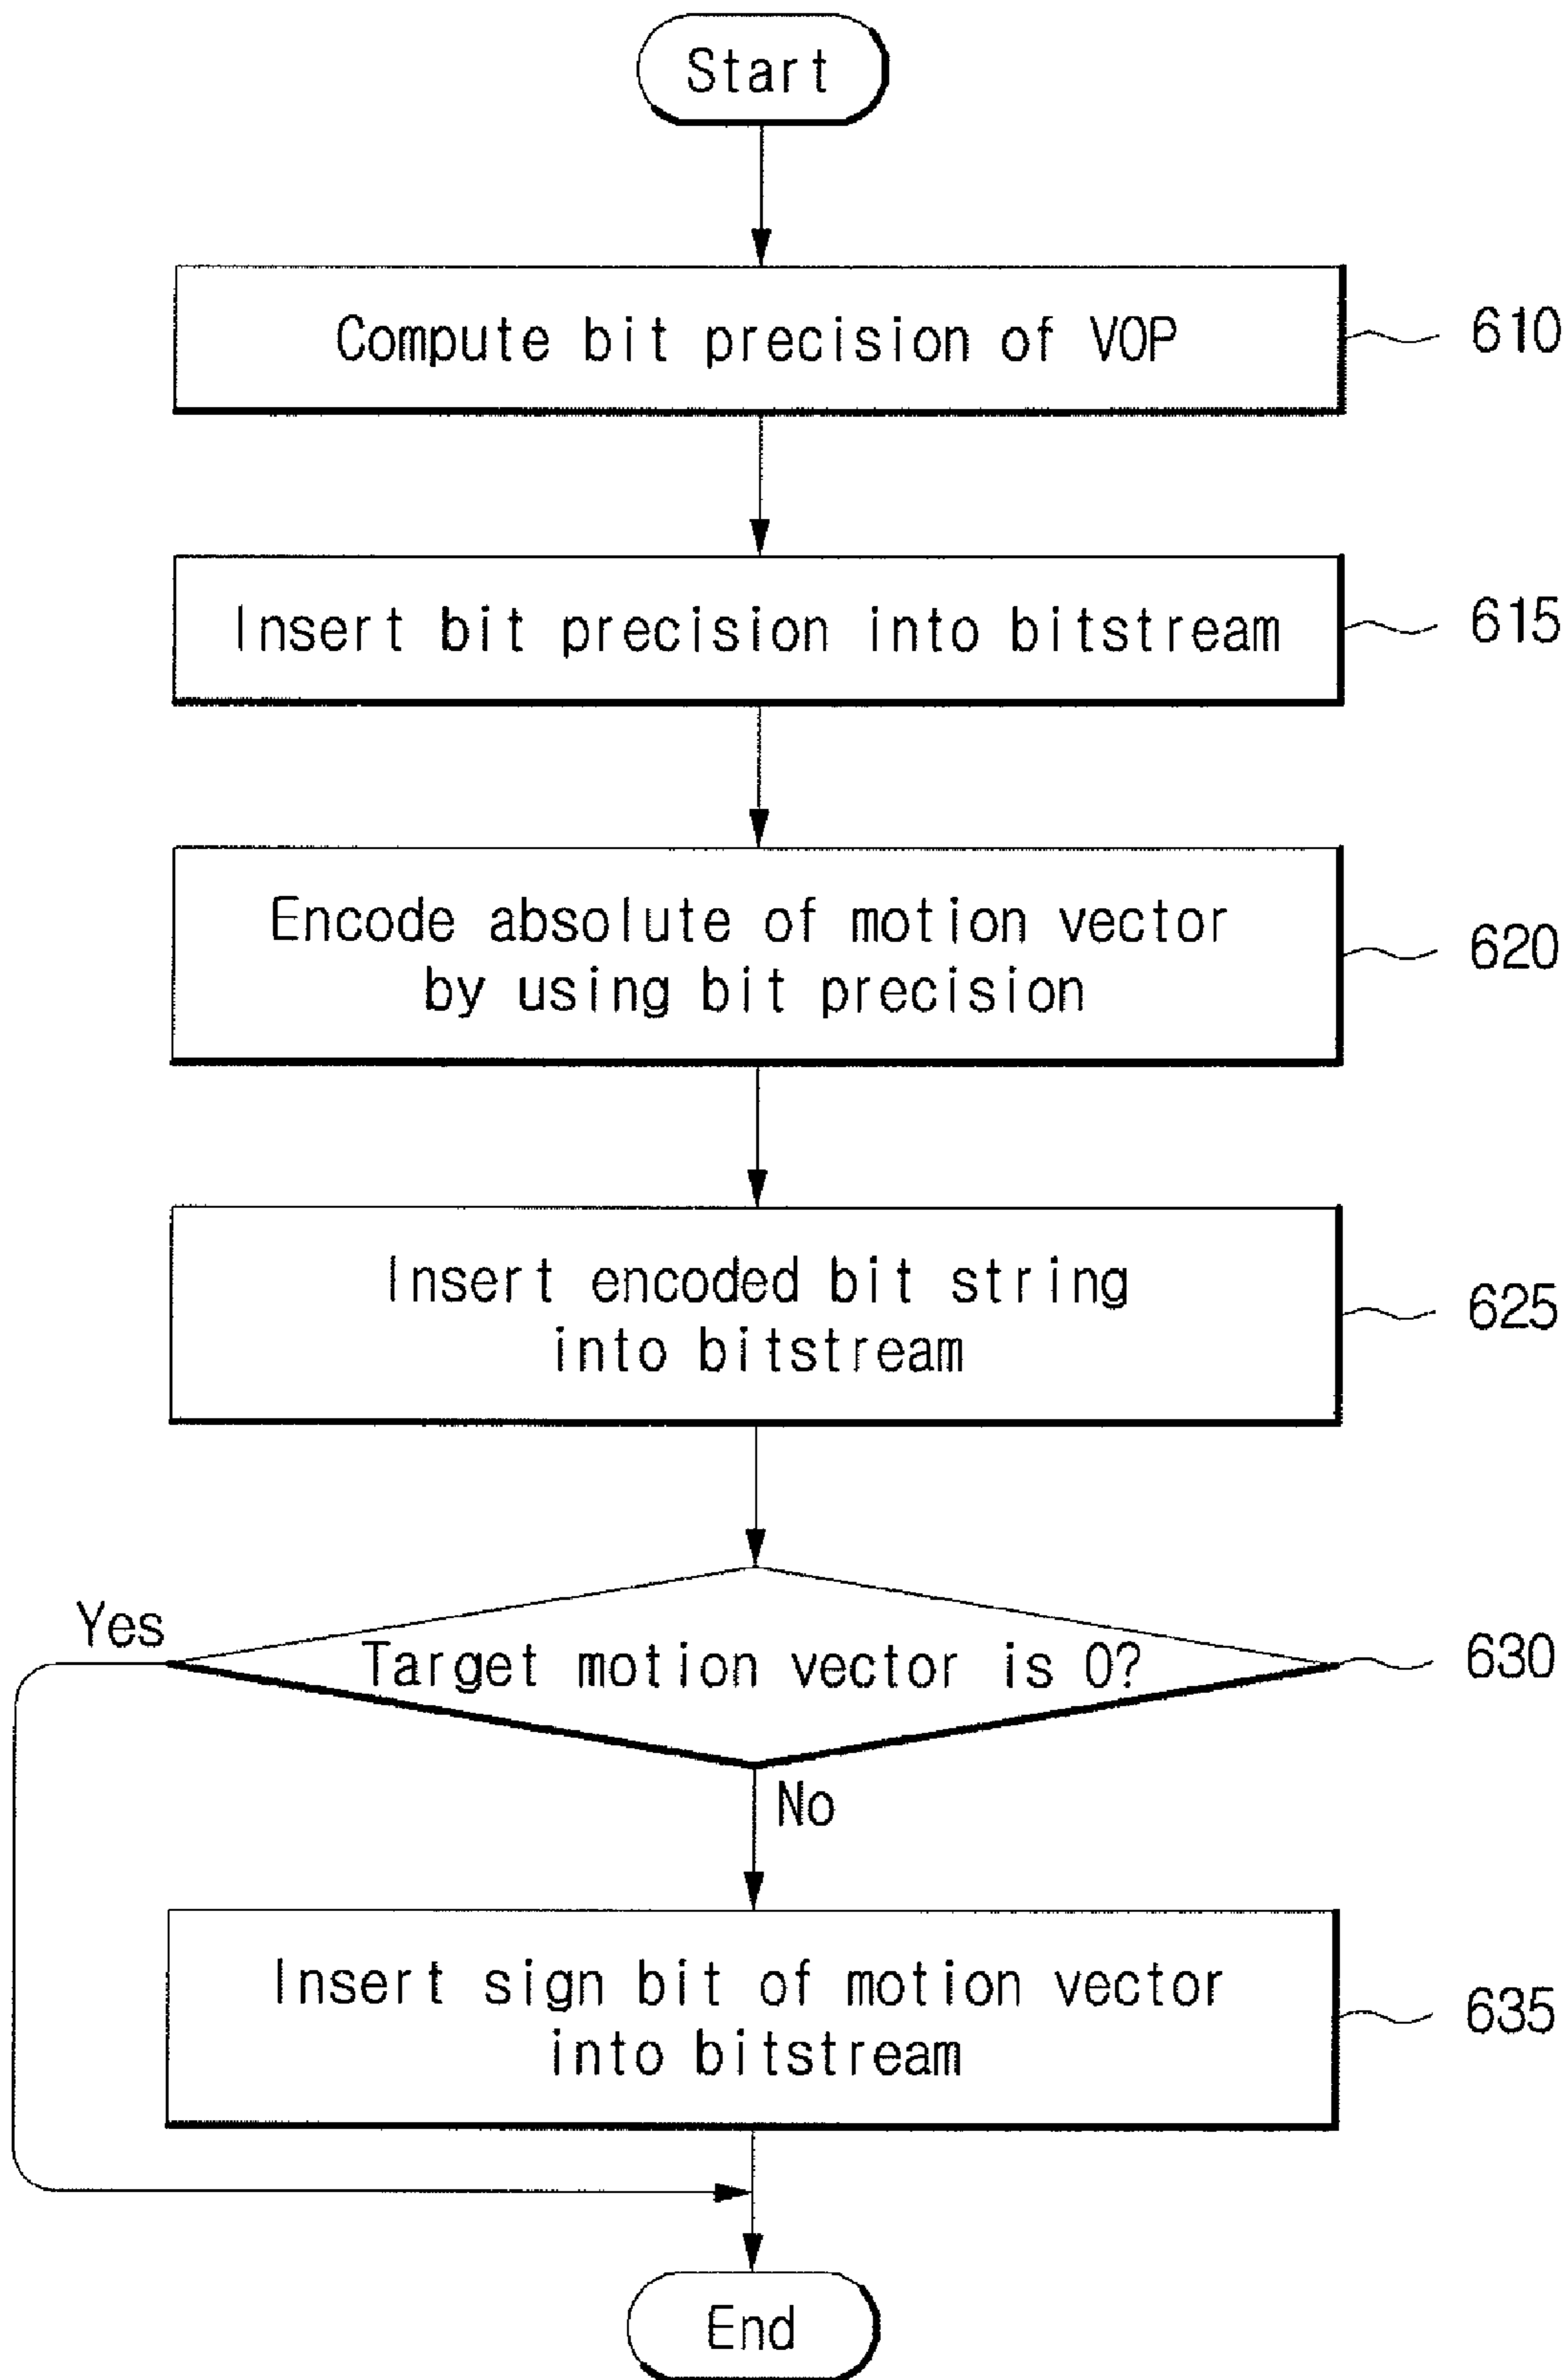 Start
Compute bit precision of VOP
610
Insert bit precision into bitstream
615
Encode absolute of motion vector
by using bit precision
620
Insert encoded bit string
into bitstream
625
Yes
Target motion vector is 0?
630
No
Insert sign bit of motion vector
into bitstream
635
End